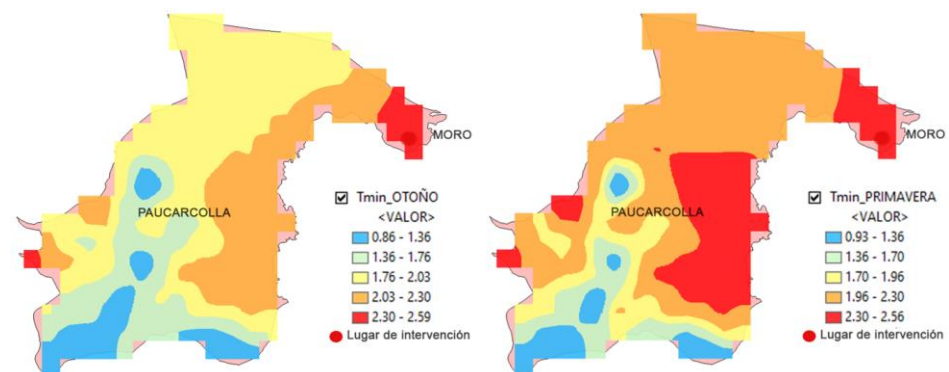 MORO
PAUCARCOLLA
Tmin_OTOÑO
<VALOR>
0.86 - 1.36
1.36 - 1.76
1.76 - 2.03
2.03 - 2.30
2.30 - 2.59
Lugar de intervención
MORO
PAUCARCOLLA
Tmin_PRIMAVERA
<VALOR>
0.93 - 1.36
1.36 - 1.70
1.70 - 1.96
1.96 - 2.30
2.30 - 2.56
Lugar de intervención